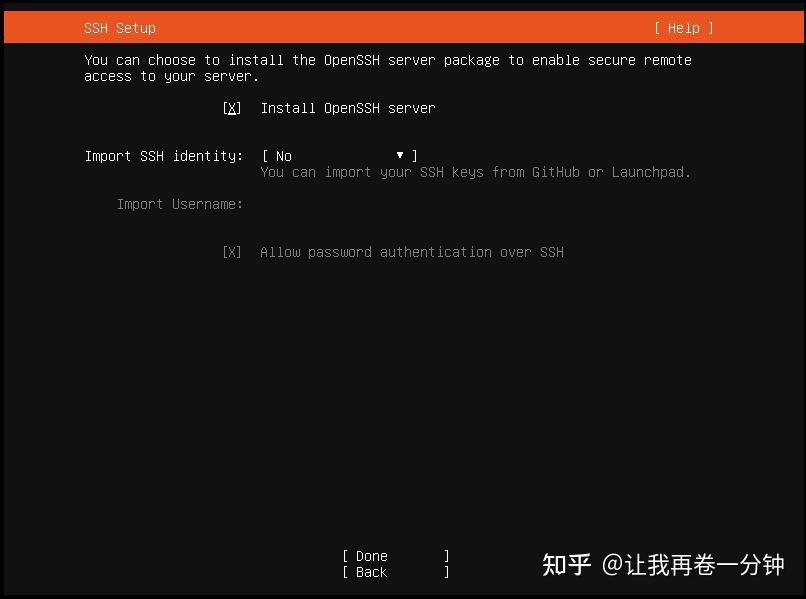 SSH Setup [ Help ]
You can choose to install the OpenSSH server package to enable secure remote
access to your server.
[X] Install OpenSSH server
Import SSH identity: [ No ▼ ]
You can import your SSH keys from GitHub or Launchpad.
Import Username:
[X] Allow password authentication over SSH
[ Done ]
[ Back ]
知乎 @让我再卷一分钟